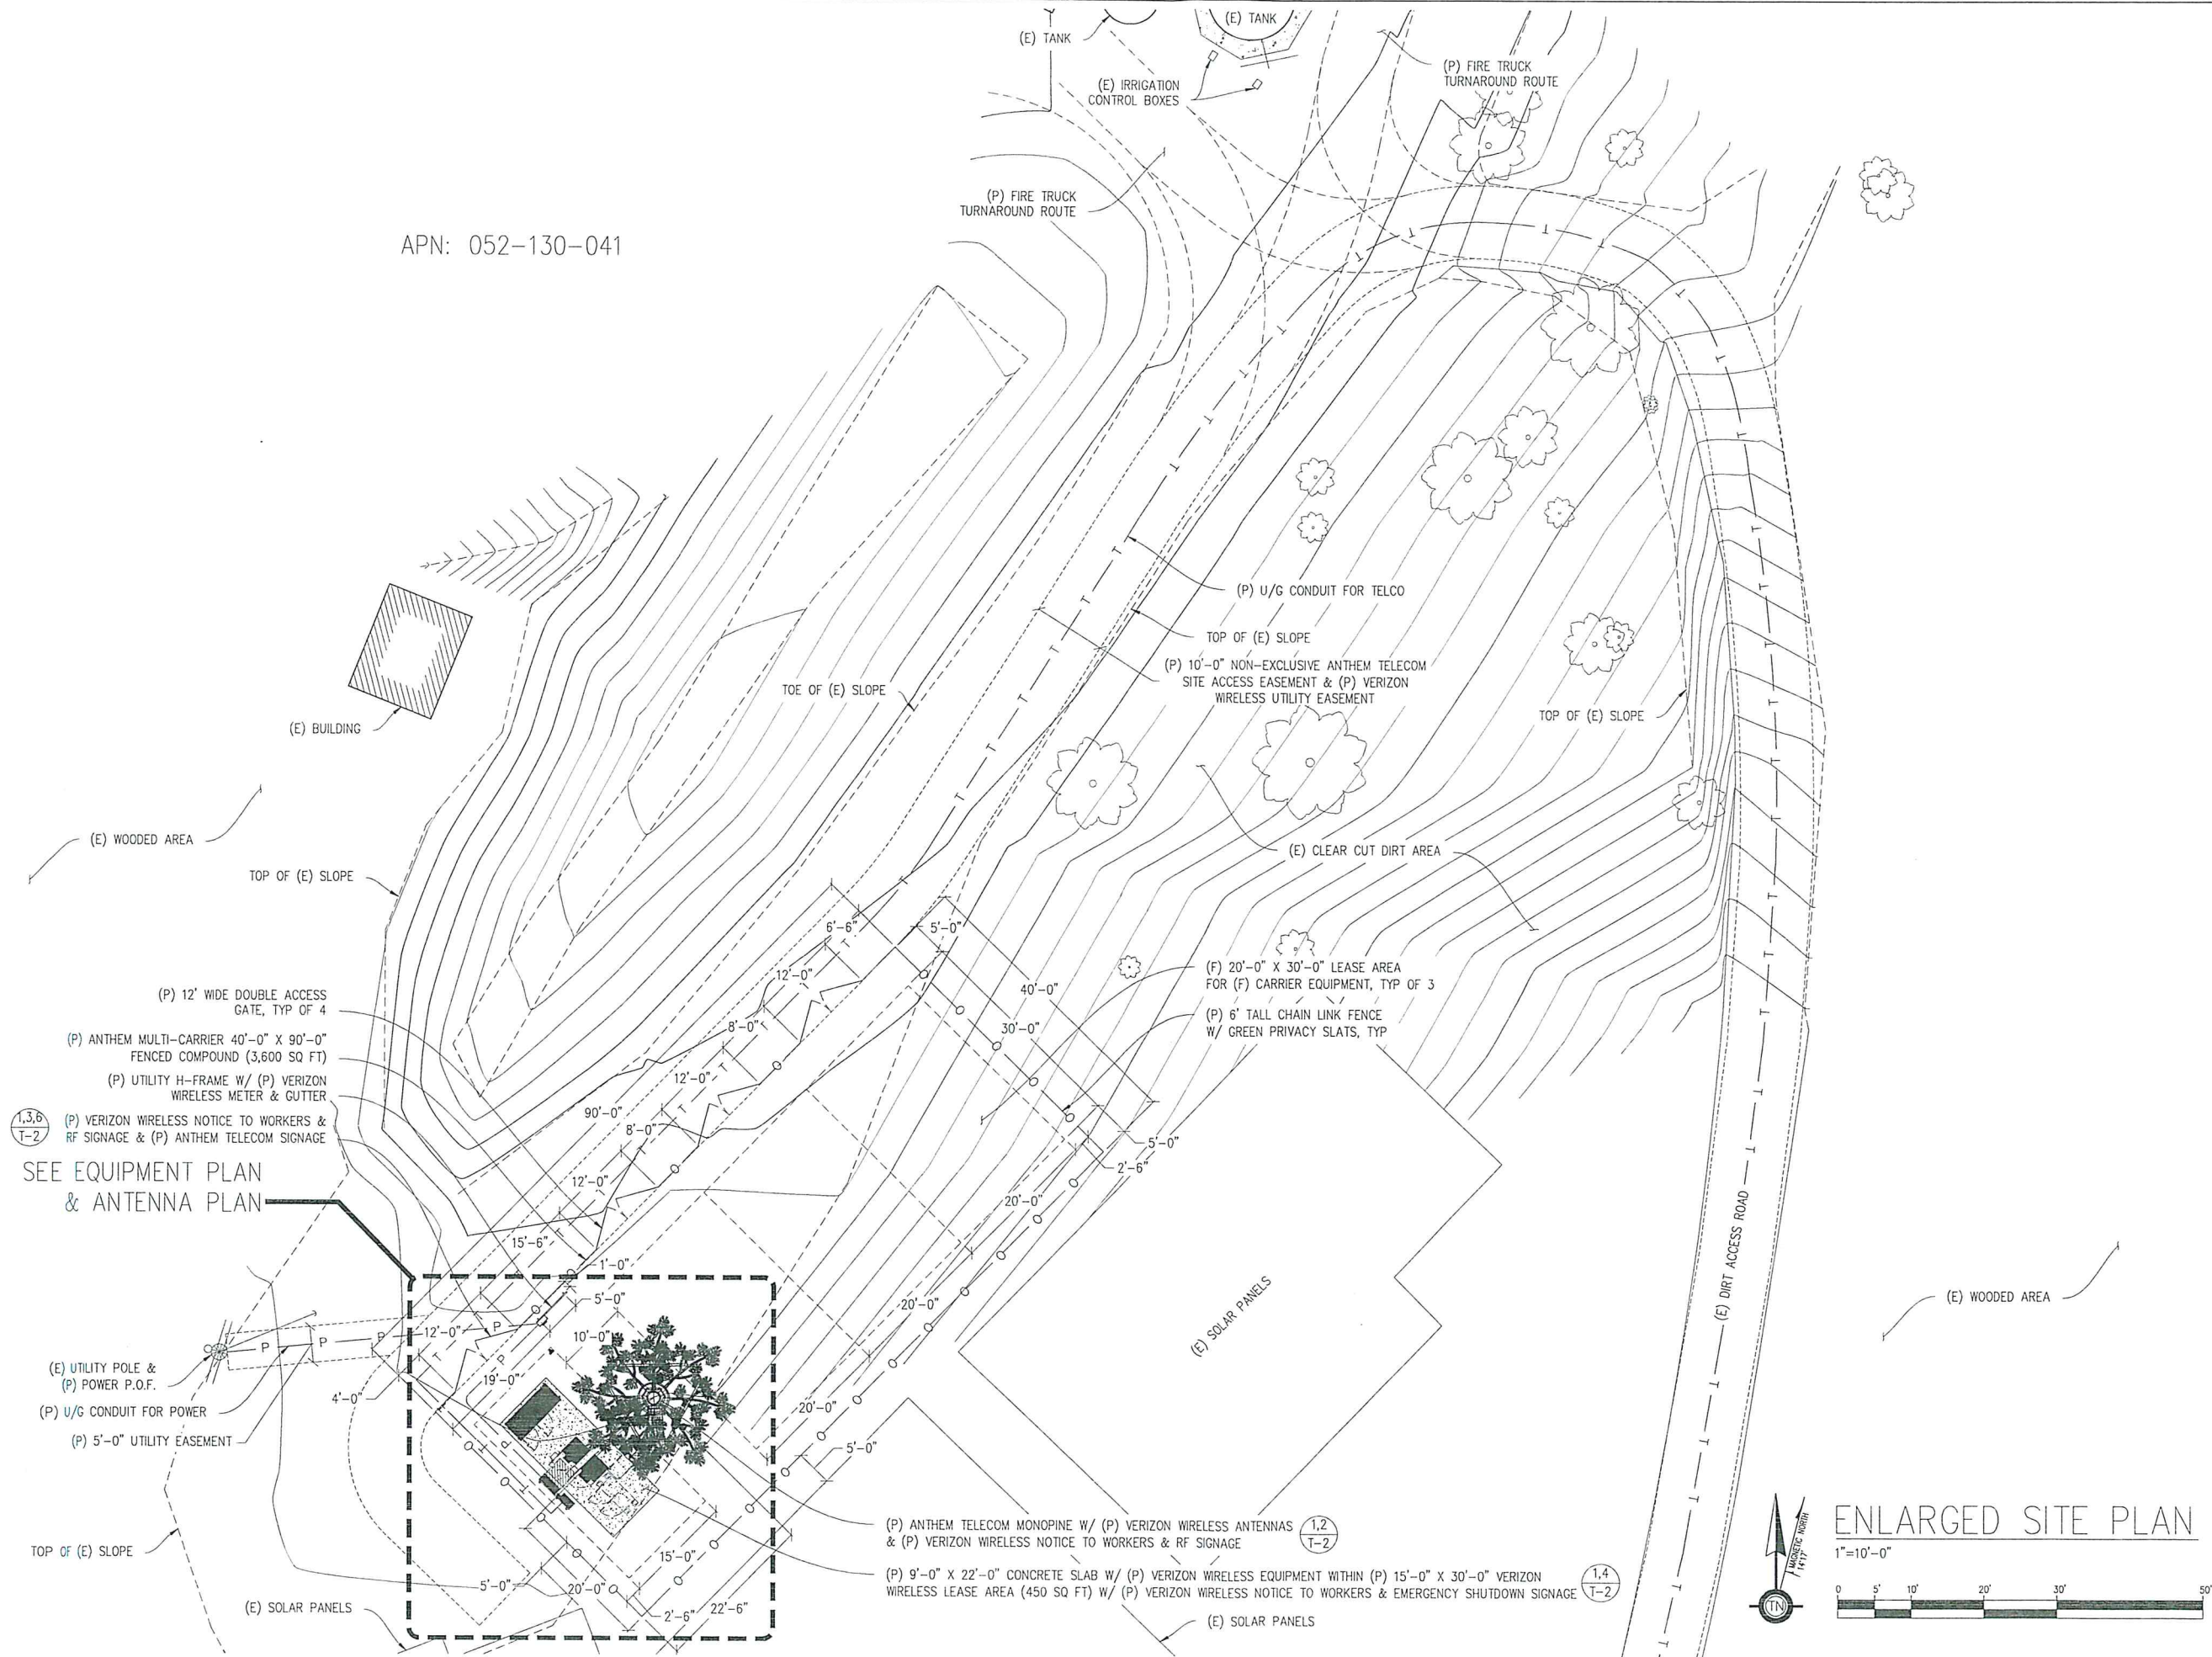 (E) TANK
(E) TANK
(E) IRRIGATION
CONTROL BOXES
(P) FIRE TRUCK
TURNAROUND ROUTE
(P) FIRE TRUCK
TURNAROUND ROUTE
APN: 052-130-041
(P) U/G CONDUIT FOR TELCO
TOP OF (E) SLOPE
(P) 10'-0" NON-EXCLUSIVE ANTHEM TELECOM
SITE ACCESS EASEMENT & (P) VERIZON
WIRELESS UTILITY EASEMENT
TOE OF (E) SLOPE
TOP OF (E) SLOPE
(E) BUILDING
(E) WOODED AREA
TOP OF (E) SLOPE
(E) CLEAR CUT DIRT AREA
6'-6"
5'-0"
12'-0"
40'-0"
30'-0"
8'-0"
12'-0"
90'-0"
8'-0"
12'-0"
15'-6"
1'-0"
5'-0"
10'-0"
12'-0"
19'-0"
4'-0"
5'-0"
2'-6"
20'-0"
20'-0"
20'-0"
5'-0"
15'-0"
5'-0"
20'-0"
2'-6"
22'-6"
(F) 20'-0" X 30'-0" LEASE AREA
FOR (F) CARRIER EQUIPMENT, TYP OF 3
(P) 6' TALL CHAIN LINK FENCE
W/ GREEN PRIVACY SLATS, TYP
(P) 12' WIDE DOUBLE ACCESS
GATE, TYP OF 4
(P) ANTHEM MULTI-CARRIER 40'-0" X 90'-0"
FENCED COMPOUND (3,600 SQ FT)
(P) UTILITY H-FRAME W/ (P) VERIZON
WIRELESS METER & GUTTER
1,3,6
T-2
(P) VERIZON WIRELESS NOTICE TO WORKERS &
RF SIGNAGE & (P) ANTHEM TELECOM SIGNAGE
SEE EQUIPMENT PLAN
& ANTENNA PLAN
(E) UTILITY POLE &
(P) POWER P.O.F.
(P) U/G CONDUIT FOR POWER
(P) 5'-0" UTILITY EASEMENT
TOP OF (E) SLOPE
(E) SOLAR PANELS
(E) SOLAR PANELS
(E) DIRT ACCESS ROAD
(E) WOODED AREA
(P) ANTHEM TELECOM MONOPINE W/ (P) VERIZON WIRELESS ANTENNAS
& (P) VERIZON WIRELESS NOTICE TO WORKERS & RF SIGNAGE
1,2
T-2
(P) 9'-0" X 22'-0" CONCRETE SLAB W/ (P) VERIZON WIRELESS EQUIPMENT WITHIN (P) 15'-0" X 30'-0" VERIZON
WIRELESS LEASE AREA (450 SQ FT) W/ (P) VERIZON WIRELESS NOTICE TO WORKERS & EMERGENCY SHUTDOWN SIGNAGE
1,4
T-2
(E) SOLAR PANELS
MAGNETIC NORTH
14°17'
TN
ENLARGED SITE PLAN
1"=10'-0"
0 5' 10' 20' 30' 50'